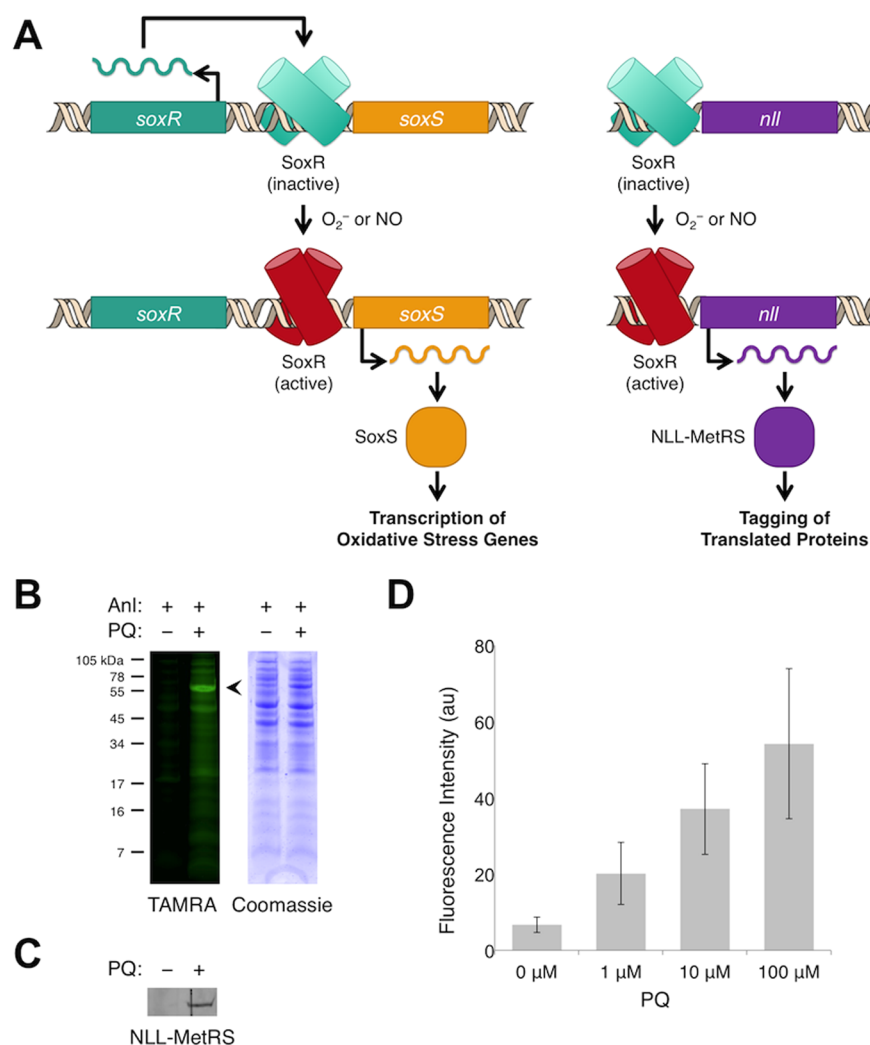 A
soxR
soxS
nll
SoxR
(inactive)
SoxR
(inactive)
O₂⁻ or NO
O₂⁻ or NO
soxR
soxS
nll
SoxR
(active)
SoxR
(active)
SoxS
NLL-MetRS
Transcription of
Oxidative Stress Genes
Tagging of
Translated Proteins
B
Anl: + + + +
PQ: – + – +
105 kDa
78
55
45
34
17
16
7
TAMRA Coomassie
C
PQ: – +
NLL-MetRS
D
Fluorescence Intensity (au)
80
60
40
20
0
0 µM 1 µM 10 µM 100 µM
PQ